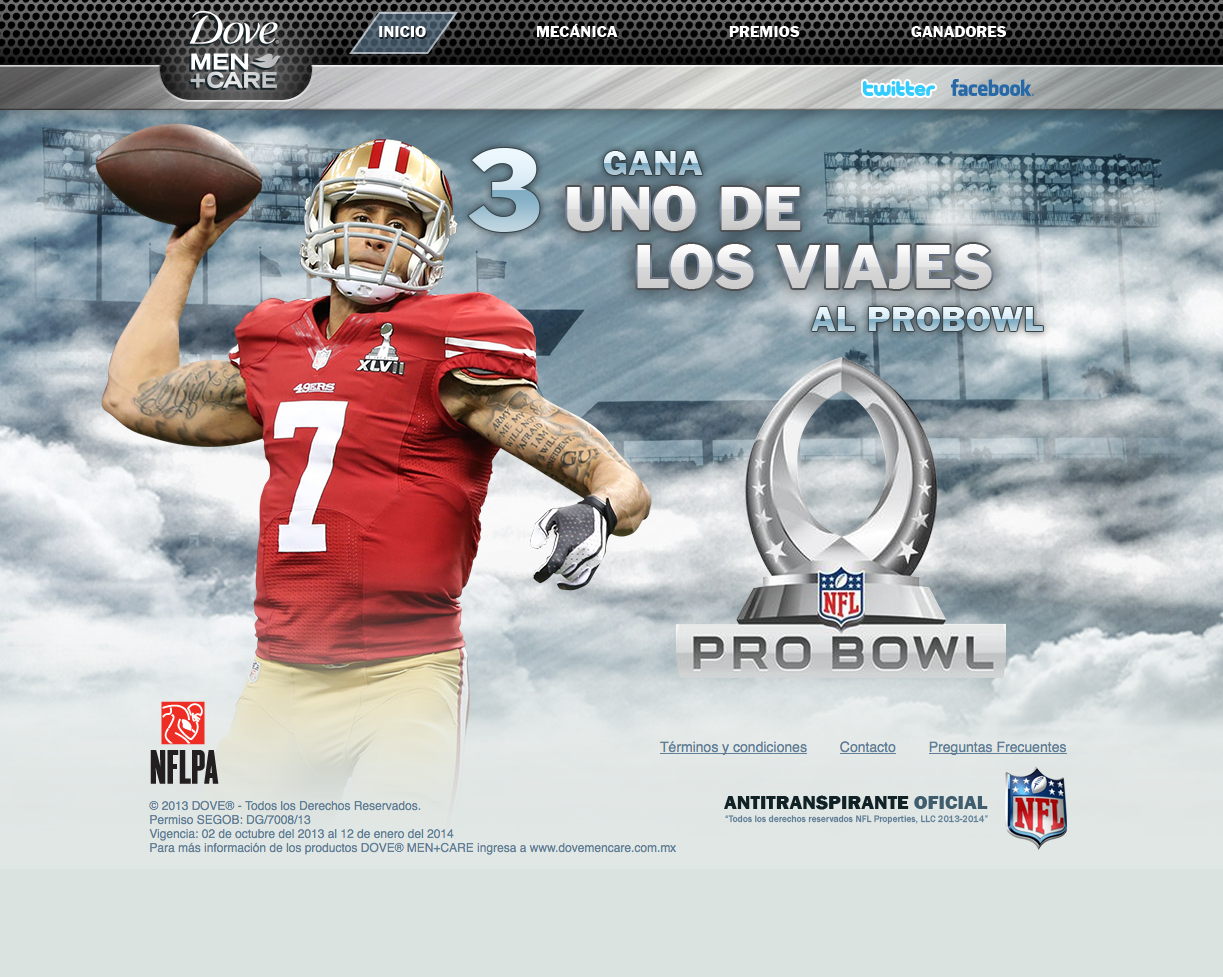 Dove
MEN
+CARE
INICIO
MECÁNICA
PREMIOS
GANADORES
twitter
facebook
3
GANA
UNO DE
LOS VIAJES
AL PROBOWL
XLVII
49ERS
7
ARMY
GU
NFL
PRO BOWL
NFLPA
Términos y condiciones
Contacto
Preguntas Frecuentes
© 2013 DOVE® - Todos los Derechos Reservados.
Permiso SEGOB: DG/7008/13
Vigencia: 02 de octubre del 2013 al 12 de enero del 2014
Para más información de los productos DOVE® MEN+CARE ingresa a www.dovemencare.com.mx
ANTITRANSPIRANTE OFICIAL
“Todos los derechos reservados NFL Properties, LLC 2013-2014”
NFL